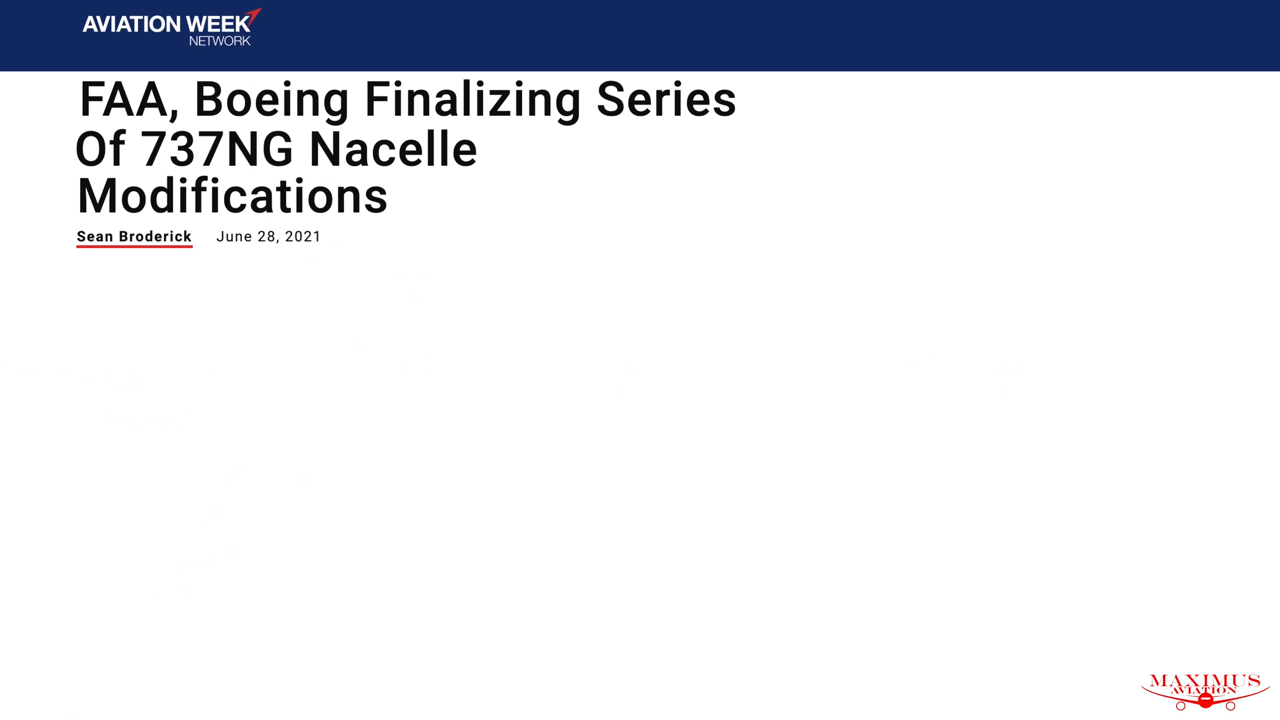 AVIATION WEEK
NETWORK
FAA, Boeing Finalizing Series
Of 737NG Nacelle
Modifications
Sean Broderick June 28, 2021
MAXIMUS
AVIATION